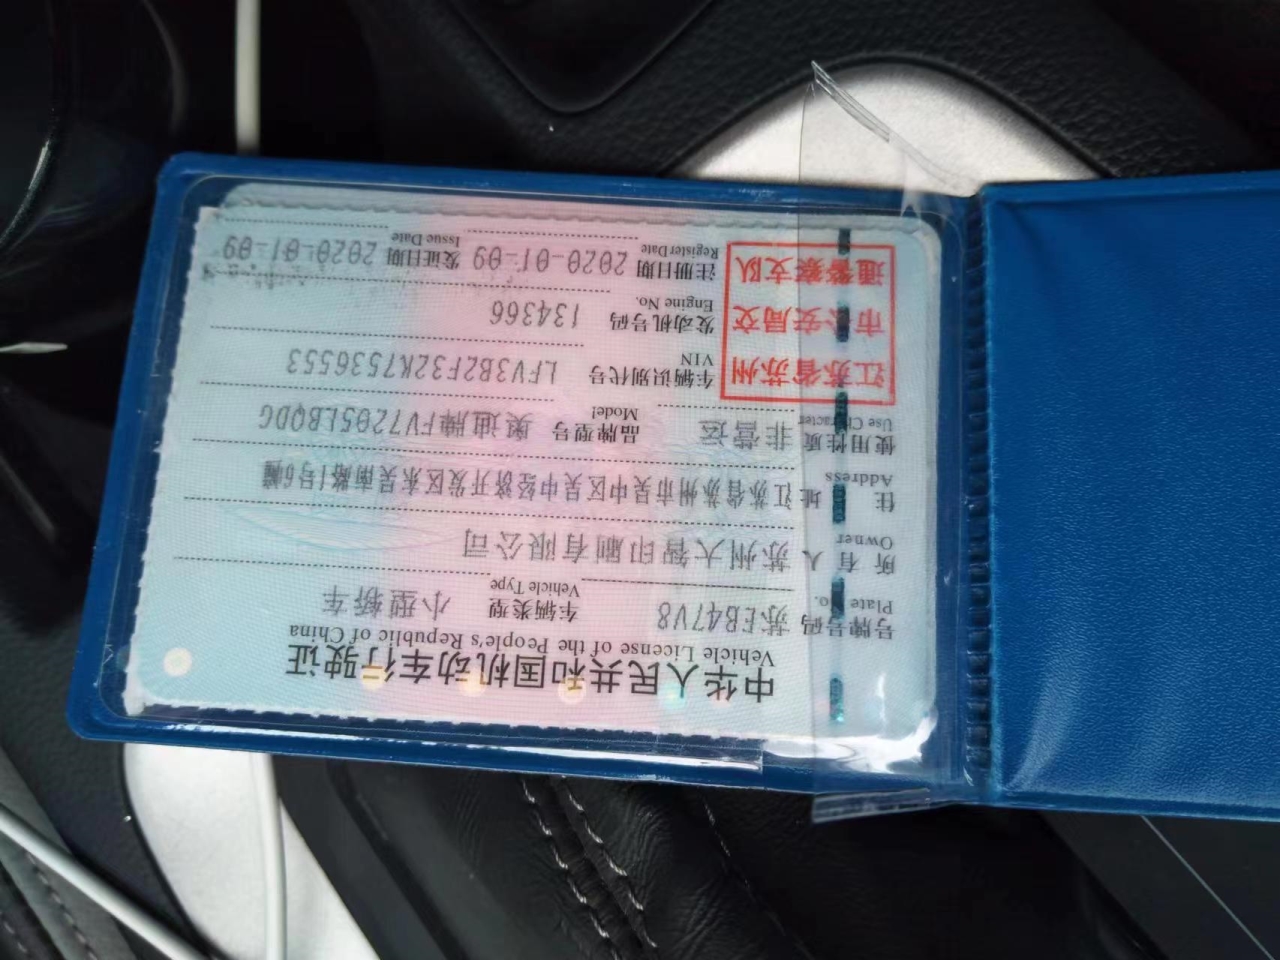 中华人民共和国机动车行驶证
Vehicle License of the People's Republic of China
号牌号码 苏EB47V8 车辆类型 小型轿车
Plate No. Vehicle Type
所有人 苏州大智印刷有限公司
Owner
住址 江苏省苏州市吴中区吴中经济开发区东吴南路1号6幢
Address
使用性质 非营运 品牌型号 奥迪牌FV7205LBQDG
Use Character Model
江苏省苏州
市公安局交
通警察支队
车辆识别代号 LFV3B2F32K7536553
VIN
发动机号码 134366
Engine No.
注册日期 2020-01-09 发证日期 2020-01-09
Register Date Issue Date